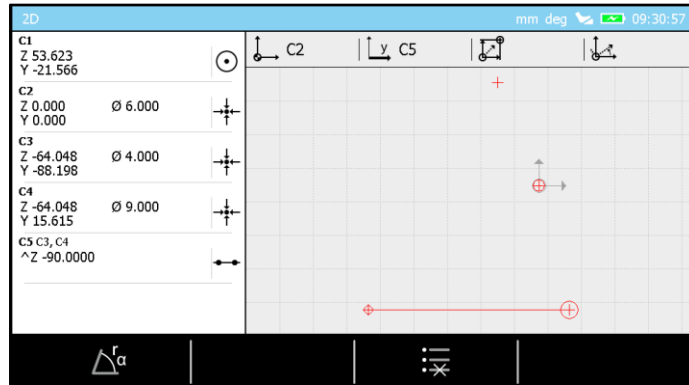 2D mm deg 09:30:57
C1
Z 53.623
Y -21.566
C2
Z 0.000 Ø 6.000
Y 0.000
C3
Z -64.048 Ø 4.000
Y -88.198
C4
Z -64.048 Ø 9.000
Y 15.615
C5 C3, C4
^Z -90.0000
C2 y C5
r
α